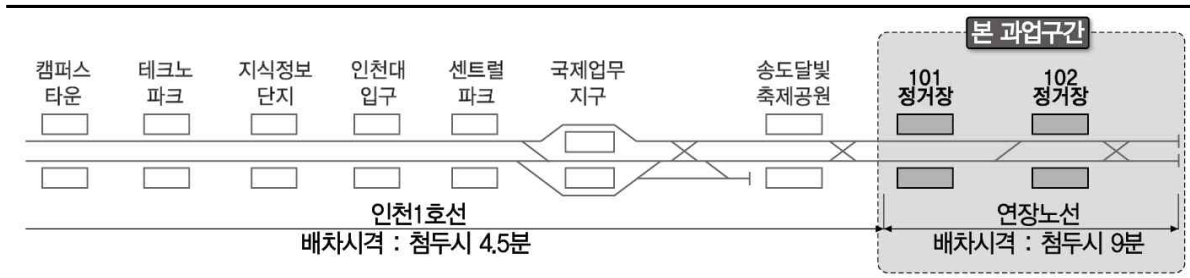 본 과업구간
캠퍼스
타운
테크노
파크
지식정보
단지
인천대
입구
센트럴
파크
국제업무
지구
송도달빛
축제공원
101
정거장
102
정거장
인천1호선
배차시격 : 첨두시 4.5분
연장노선
배차시격 : 첨두시 9분